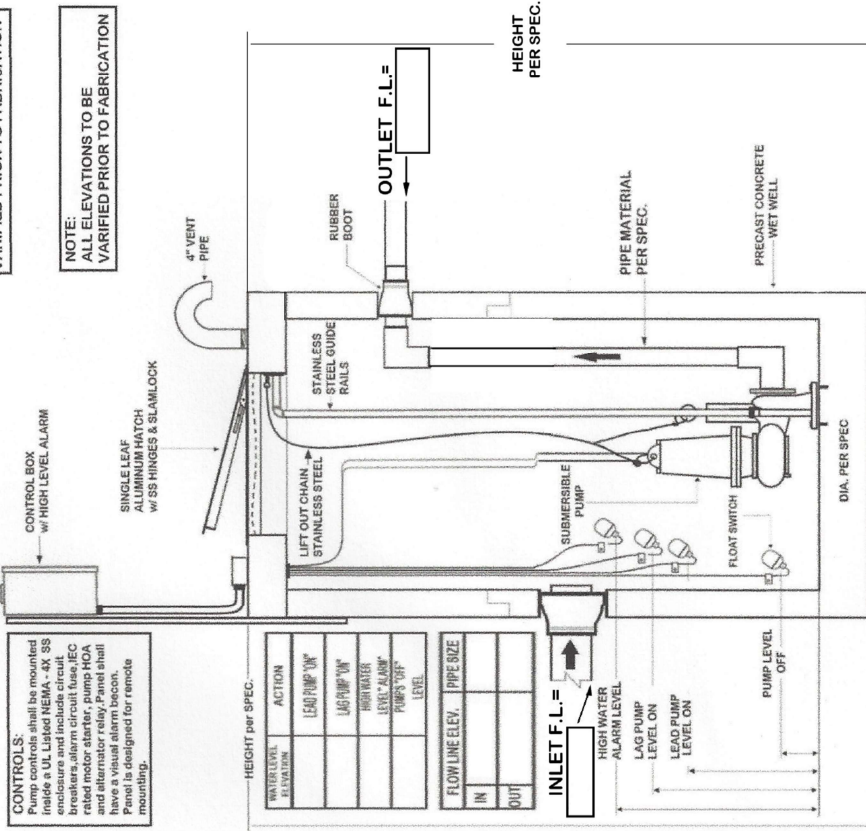 NOTE:
ALL ELEVATIONS TO BE
VARIFIED PRIOR TO FABRICATION
CONTROL BOX
w/ HIGH LEVEL ALARM
CONTROLS:
Pump controls shall be mounted
inside a UL Listed NEMA - 4X SS
enclosure and include circuit
breakers,alarm circuit fuse,IEC
rated motor starter, pump HOA
and alternator relay.Panel shall
have a visual alarm becon.
Panel is designed for remote
mounting.
SINGLE LEAF
ALUMINUM HATCH
w/ SS HINGES & SLAMLOCK
4" VENT
PIPE
HEIGHT per SPEC.
HEIGHT
PER SPEC.
WATER LEVEL
ELEVATION
ACTION
LEAD PUMP "ON"
LAG PUMP "ON"
HIGH WATER
LEVEL" ALARM"
PUMPS "OFF"
LEVEL
FLOW LINE ELEV.
PIPE SIZE
IN
OUT
LIFT OUT CHAIN
STAINLESS STEEL
STAINLESS
STEEL GUIDE
RAILS
RUBBER
BOOT
OUTLET F.L.=
INLET F.L.=
SUBMERSIBLE
PUMP
PIPE MATERIAL
PER SPEC.
HIGH WATER
ALARM LEVEL
LAG PUMP
LEVEL ON
LEAD PUMP
LEVEL ON
FLOAT SWITCH
PUMP LEVEL
OFF
PRECAST CONCRETE
WET WELL
DIA. PER SPEC